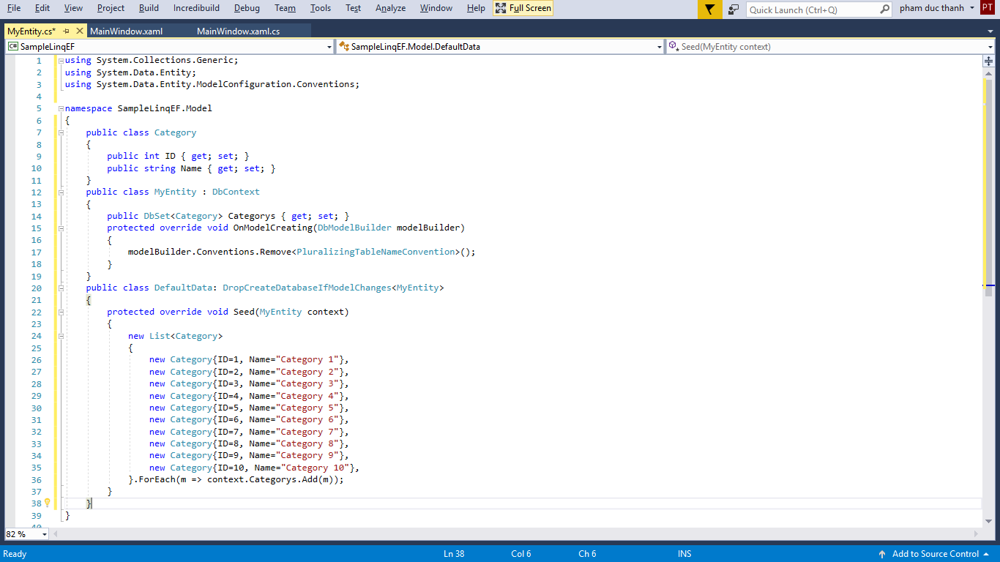 File Edit View Project Build Incredibuild Debug Team Tools Test Analyze Window Help Full Screen Quick Launch (Ctrl+Q) pham duc thanh PT
MyEntity.cs* MainWindow.xaml MainWindow.xaml.cs
C# SampleLinqEF SampleLinqEF.Model.DefaultData Seed(MyEntity context)
1 using System.Collections.Generic;
2 using System.Data.Entity;
3 using System.Data.Entity.ModelConfiguration.Conventions;
4
5 namespace SampleLinqEF.Model
6 {
7 public class Category
8 {
9 public int ID { get; set; }
10 public string Name { get; set; }
11 }
12 public class MyEntity : DbContext
13 {
14 public DbSet<Category> Categorys { get; set; }
15 protected override void OnModelCreating(DbModelBuilder modelBuilder)
16 {
17 modelBuilder.Conventions.Remove<PluralizingTableNameConvention>();
18 }
19 }
20 public class DefaultData: DropCreateDatabaseIfModelChanges<MyEntity>
21 {
22 protected override void Seed(MyEntity context)
23 {
24 new List<Category>
25 {
26 new Category{ID=1, Name="Category 1"},
27 new Category{ID=2, Name="Category 2"},
28 new Category{ID=3, Name="Category 3"},
29 new Category{ID=4, Name="Category 4"},
30 new Category{ID=5, Name="Category 5"},
31 new Category{ID=6, Name="Category 6"},
32 new Category{ID=7, Name="Category 7"},
33 new Category{ID=8, Name="Category 8"},
34 new Category{ID=9, Name="Category 9"},
35 new Category{ID=10, Name="Category 10"},
36 }.ForEach(m => context.Categorys.Add(m));
37 }
38 }
39 }
40
82 %
Ready Ln 38 Col 6 Ch 6 INS Add to Source Control